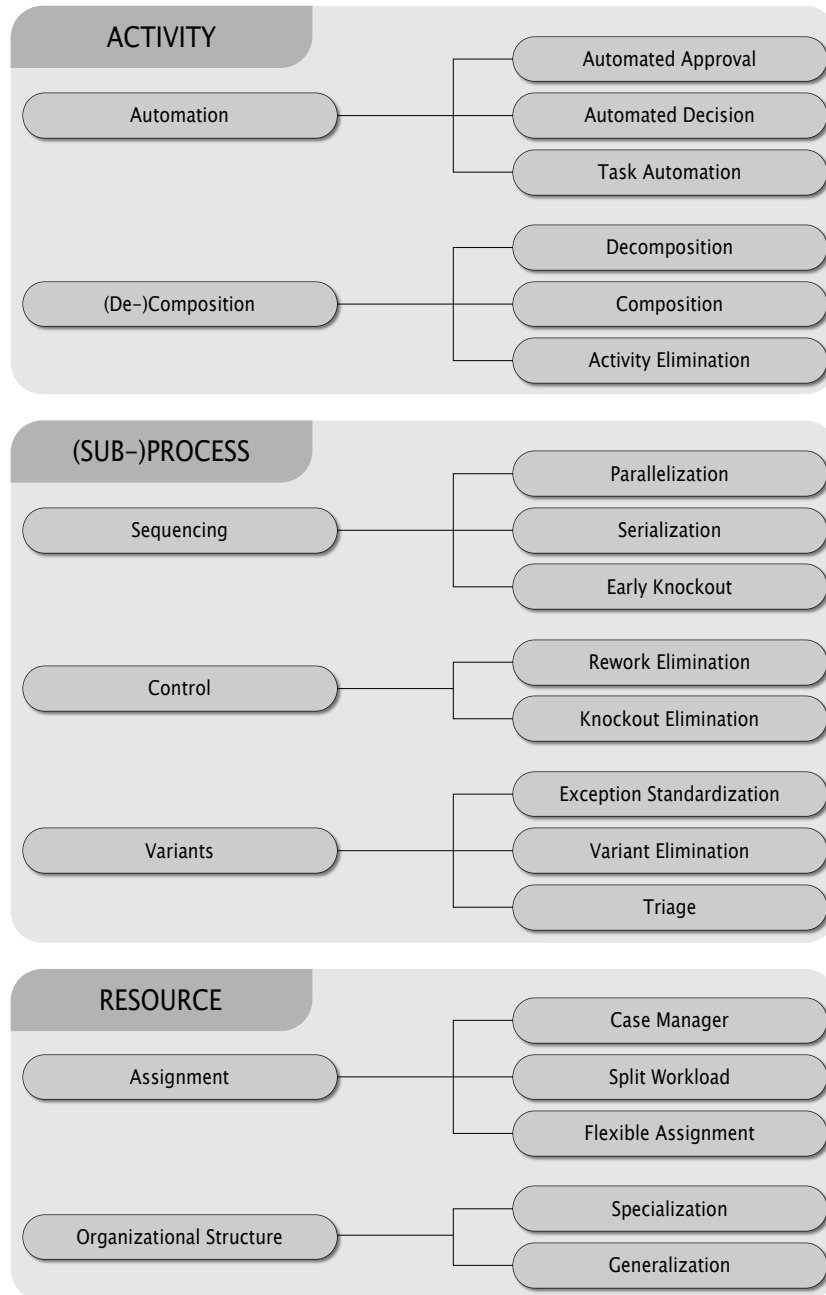 ACTIVITY
Automation
Automated Approval
Automated Decision
Task Automation
(De-)Composition
Decomposition
Composition
Activity Elimination
(SUB-)PROCESS
Sequencing
Parallelization
Serialization
Early Knockout
Control
Rework Elimination
Knockout Elimination
Variants
Exception Standardization
Variant Elimination
Triage
RESOURCE
Assignment
Case Manager
Split Workload
Flexible Assignment
Organizational Structure
Specialization
Generalization